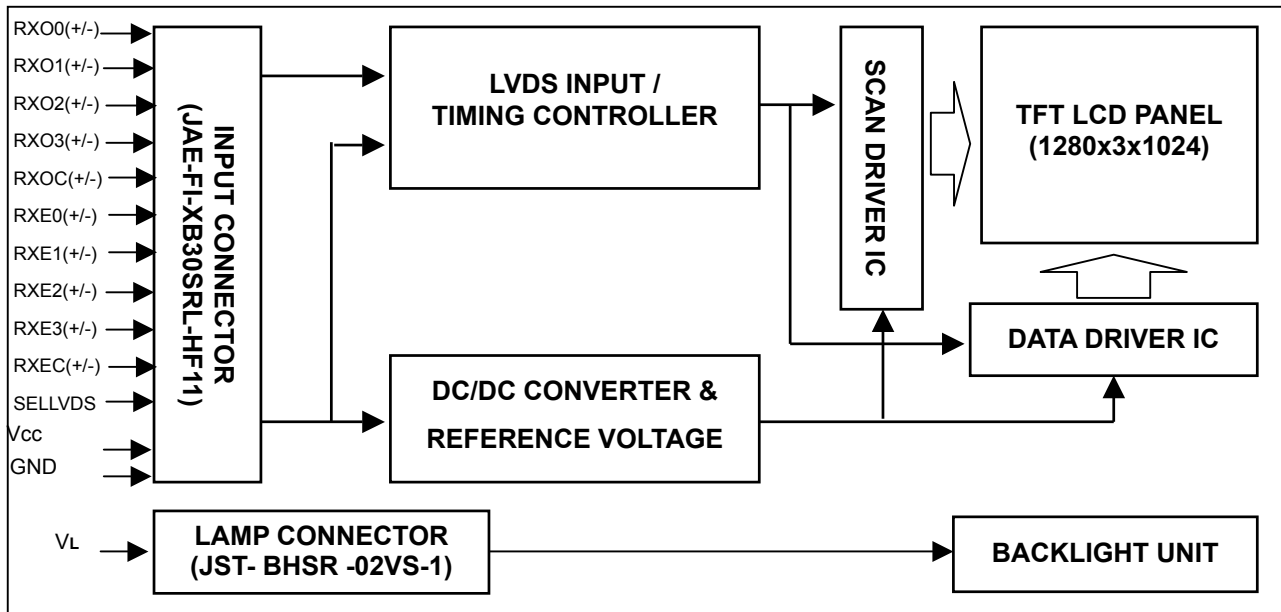 RXO0(+/-)
RXO1(+/-)
RXO2(+/-)
RXO3(+/-)
RXOC(+/-)
RXE0(+/-)
RXE1(+/-)
RXE2(+/-)
RXE3(+/-)
RXEC(+/-)
SELLVDS
Vcc
GND
VL
INPUT CONNECTOR
(JAE-FI-XB30SRL-HF11)
LVDS INPUT /
TIMING CONTROLLER
DC/DC CONVERTER &
REFERENCE VOLTAGE
SCAN DRIVER IC
TFT LCD PANEL
(1280x3x1024)
DATA DRIVER IC
LAMP CONNECTOR
(JST- BHSR -02VS-1)
BACKLIGHT UNIT